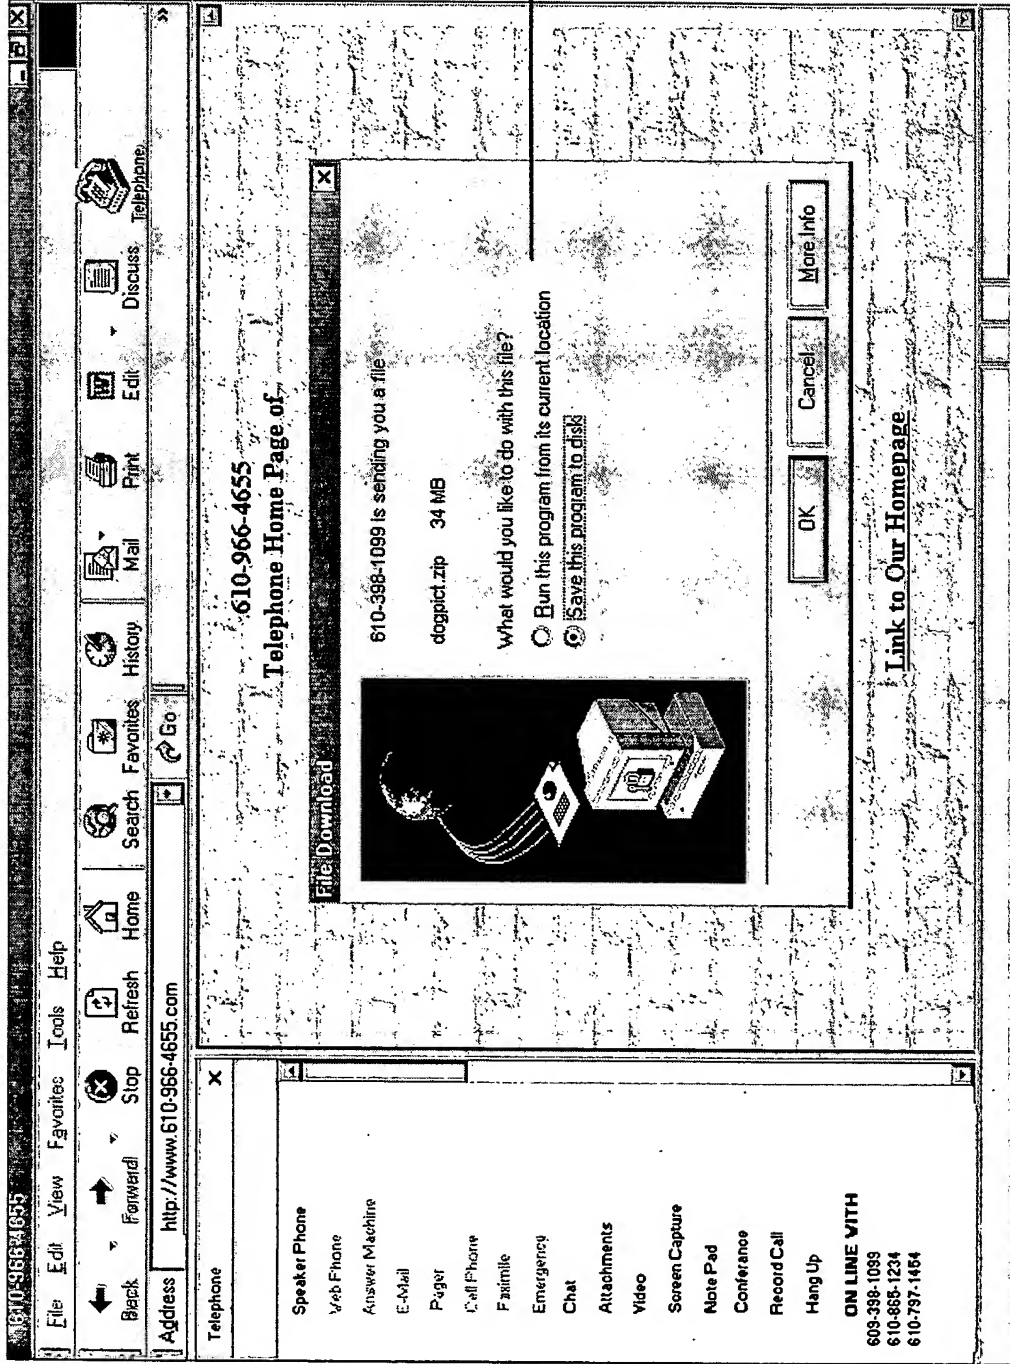 610-966-4655
File Edit View Favorites Tools Help
Back Forward Stop Refresh Home Search Favorites History Mail Print Edit Discuss Telephone
Address http://www.610-966-4655.com Go
Telephone
Speaker Phone
Web Phone
Answer Machine
E-Mail
Pager
Call Phone
Faximile
Emergency
Chat
Attachments
Video
Screen Capture
Note Pad
Conferance
Record Call
Hang Up
ON LINE WITH
609-398-1099
610-865-1234
610-797-1454
610-966-4655
Telephone Home Page of
File Download
610-398-1099 is sending you a file
dogpict.zip 34 MB
What would you like to do with this file?
Run this program from its current location
Save this program to disk
OK Cancel More Info
Link to Our Homepage